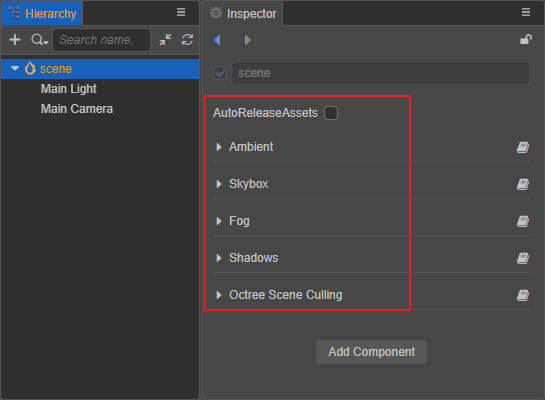 Hierarchy
Search name,
scene
Main Light
Main Camera
Inspector
scene
AutoReleaseAssets
Ambient
Skybox
Fog
Shadows
Octree Scene Culling
Add Component